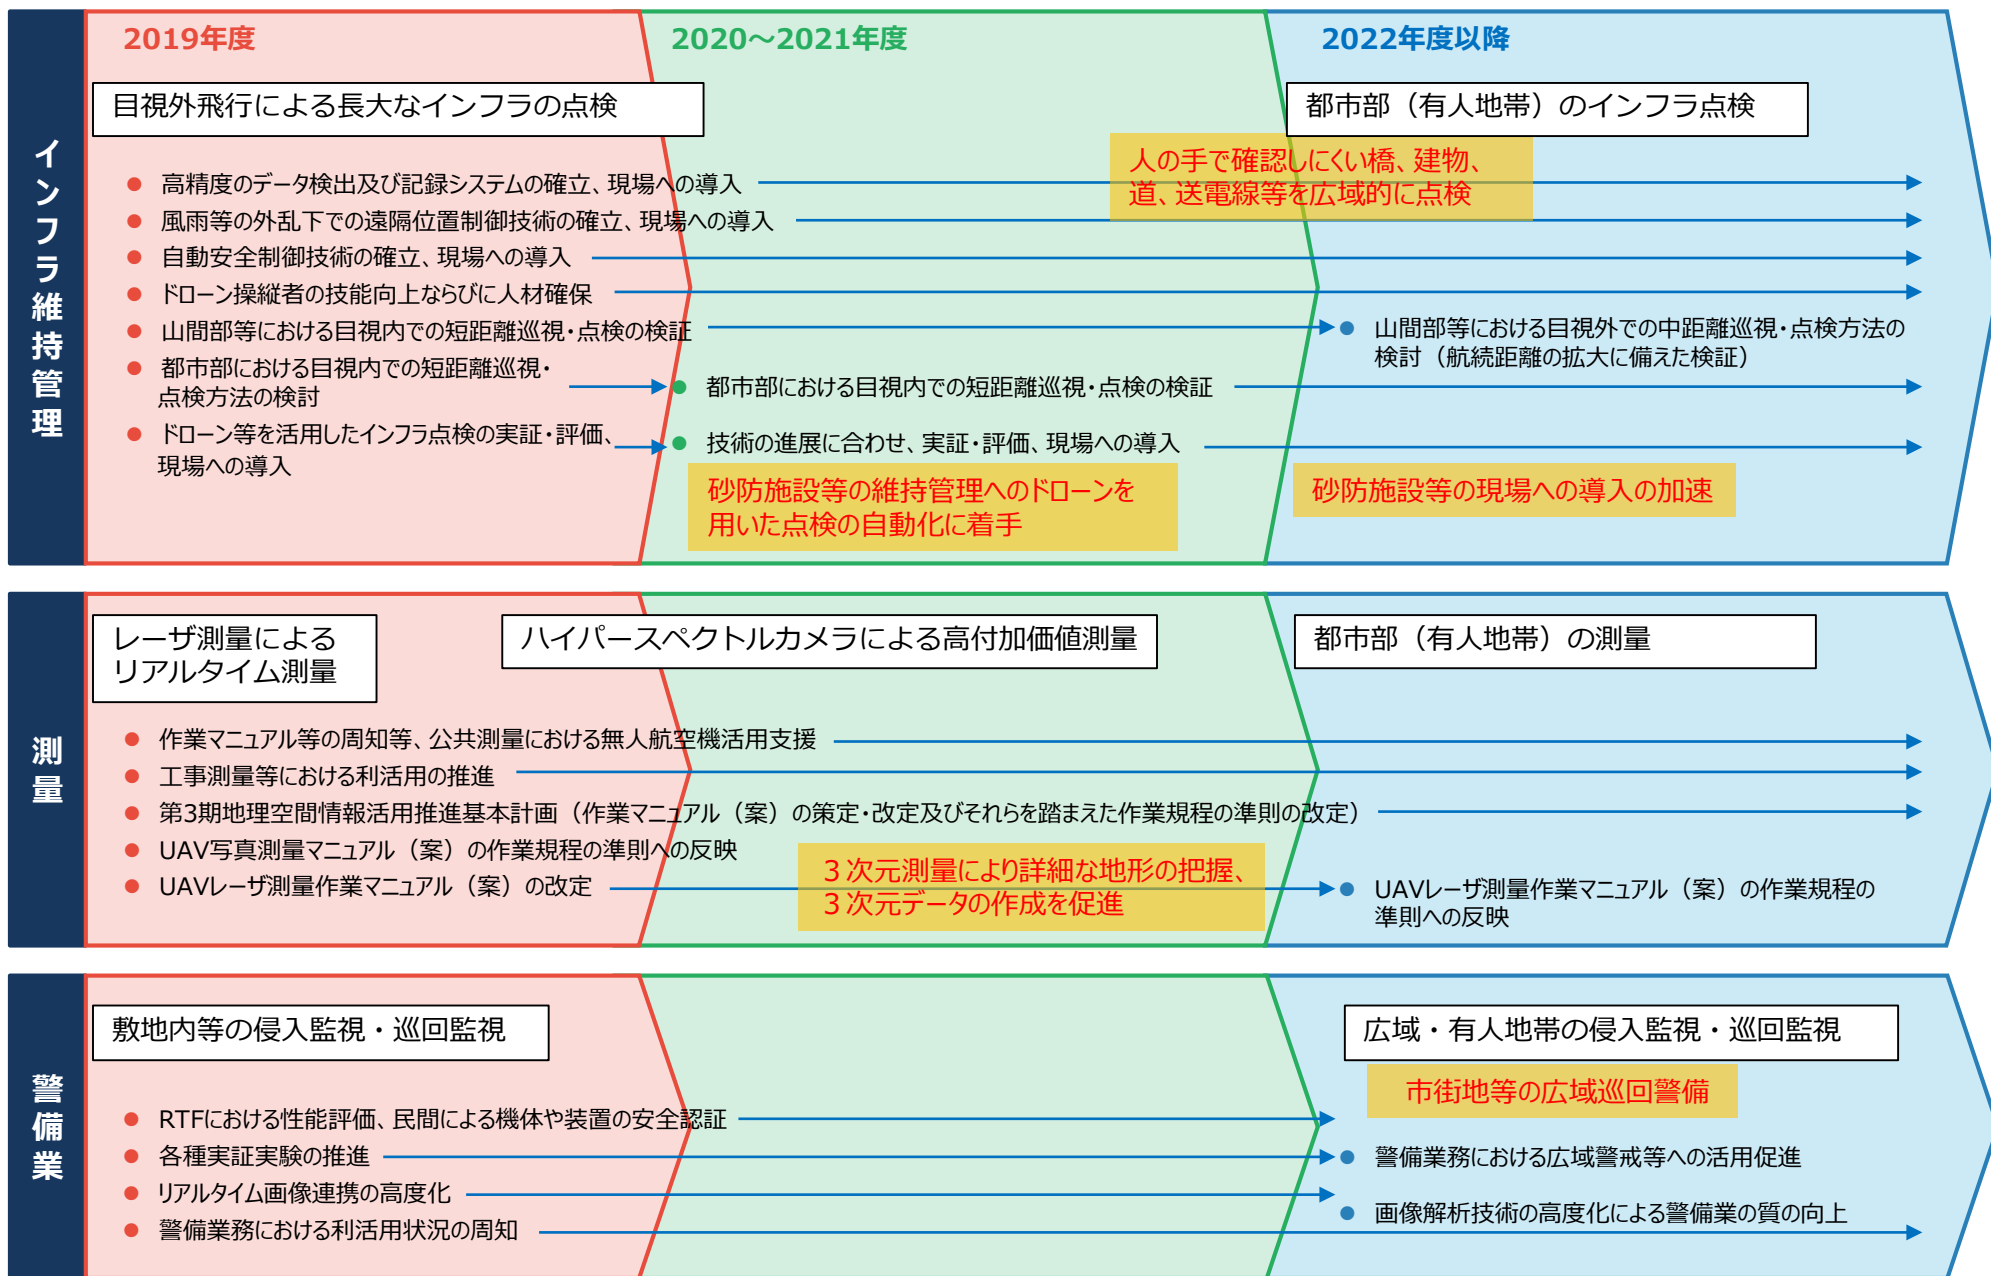 2019年度
2020～2021年度
2022年度以降
インフラ維持管理
目視外飛行による長大なインフラの点検
都市部（有人地帯）のインフラ点検
人の手で確認しにくい橋、建物、
道、送電線等を広域的に点検
高精度のデータ検出及び記録システムの確立、現場への導入
風雨等の外乱下での遠隔位置制御技術の確立、現場への導入
自動安全制御技術の確立、現場への導入
ドローン操縦者の技能向上ならびに人材確保
山間部等における目視内での短距離巡視・点検の検証
山間部等における目視外での中距離巡視・点検方法の
検討（航続距離の拡大に備えた検証）
都市部における目視内での短距離巡視・
点検方法の検討
都市部における目視内での短距離巡視・点検の検証
ドローン等を活用したインフラ点検の実証・評価、
現場への導入
技術の進展に合わせ、実証・評価、現場への導入
砂防施設等の維持管理へのドローンを
用いた点検の自動化に着手
砂防施設等の現場への導入の加速
測量
レーザ測量による
リアルタイム測量
ハイパースペクトルカメラによる高付加価値測量
都市部（有人地帯）の測量
作業マニュアル等の周知等、公共測量における無人航空機活用支援
工事測量等における利活用の推進
第3期地理空間情報活用推進基本計画（作業マニュアル（案）の策定・改定及びそれらを踏まえた作業規程の準則の改定）
UAV写真測量マニュアル（案）の作業規程の準則への反映
UAVレーザ測量作業マニュアル（案）の改定
３次元測量により詳細な地形の把握、
３次元データの作成を促進
UAVレーザ測量作業マニュアル（案）の作業規程の
準則への反映
警備業
敷地内等の侵入監視・巡回監視
広域・有人地帯の侵入監視・巡回監視
市街地等の広域巡回警備
RTFにおける性能評価、民間による機体や装置の安全認証
各種実証実験の推進
警備業務における広域警戒等への活用促進
リアルタイム画像連携の高度化
画像解析技術の高度化による警備業の質の向上
警備業務における利活用状況の周知